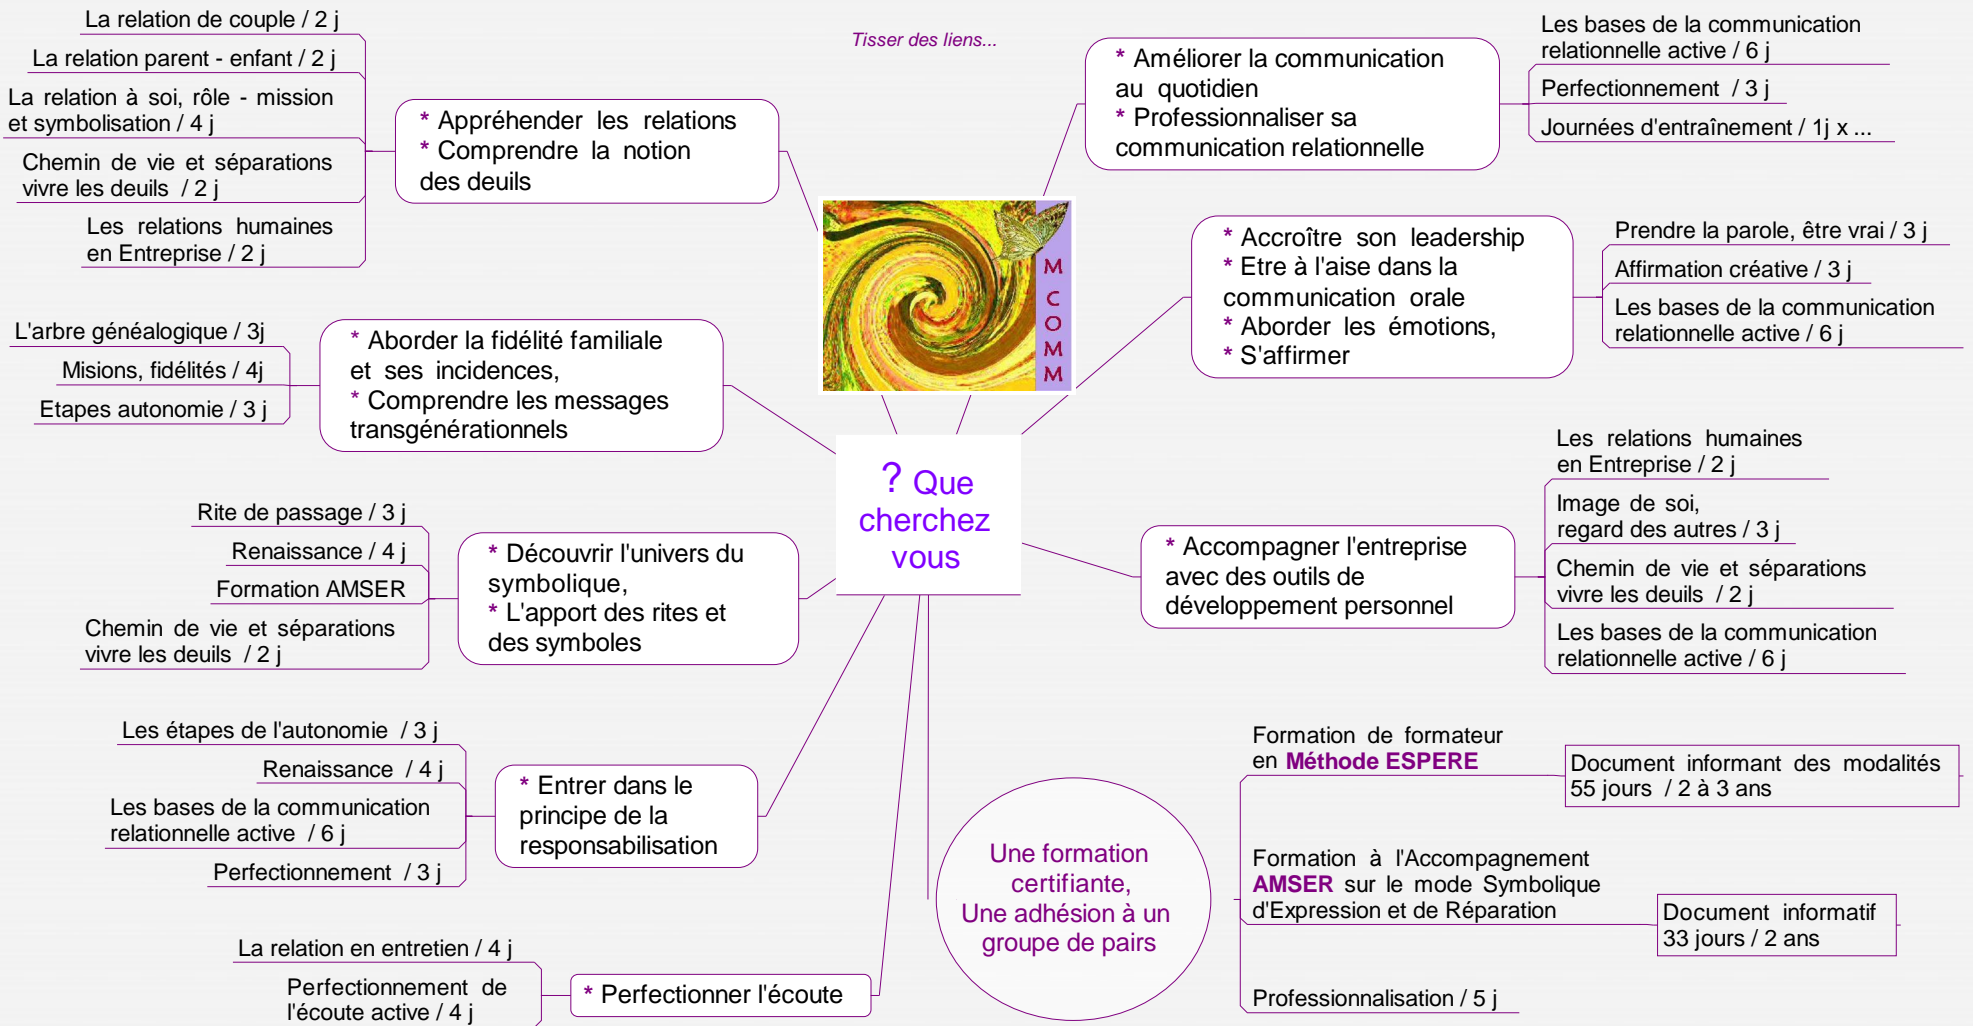 Tisser des liens...
La relation de couple / 2 j
La relation parent - enfant / 2 j
La relation à soi, rôle - mission
et symbolisation / 4 j
Chemin de vie et séparations
vivre les deuils / 2 j
Les relations humaines
en Entreprise / 2 j
* Appréhender les relations
* Comprendre la notion
des deuils
L'arbre généalogique / 3j
Misions, fidélités / 4j
Etapes autonomie / 3 j
* Aborder la fidélité familiale
et ses incidences,
* Comprendre les messages
transgénérationnels
Rite de passage / 3 j
Renaissance / 4 j
Formation AMSER
Chemin de vie et séparations
vivre les deuils / 2 j
* Découvrir l'univers du
symbolique,
* L'apport des rites et
des symboles
Les étapes de l'autonomie / 3 j
Renaissance / 4 j
Les bases de la communication
relationnelle active / 6 j
Perfectionnement / 3 j
* Entrer dans le
principe de la
responsabilisation
La relation en entretien / 4 j
Perfectionnement de
l'écoute active / 4 j
* Perfectionner l'écoute
M COMM
? Que
cherchez
vous
* Améliorer la communication
au quotidien
* Professionnaliser sa
communication relationnelle
Les bases de la communication
relationnelle active / 6 j
Perfectionnement / 3 j
Journées d'entraînement / 1j x ...
* Accroître son leadership
* Etre à l'aise dans la
communication orale
* Aborder les émotions,
* S'affirmer
Prendre la parole, être vrai / 3 j
Affirmation créative / 3 j
Les bases de la communication
relationnelle active / 6 j
* Accompagner l'entreprise
avec des outils de
développement personnel
Les relations humaines
en Entreprise / 2 j
Image de soi,
regard des autres / 3 j
Chemin de vie et séparations
vivre les deuils / 2 j
Les bases de la communication
relationnelle active / 6 j
Une formation
certifiante,
Une adhésion à un
groupe de pairs
Formation de formateur
en Méthode ESPERE
Document informant des modalités
55 jours / 2 à 3 ans
Formation à l'Accompagnement
AMSER sur le mode Symbolique
d'Expression et de Réparation
Document informatif
33 jours / 2 ans
Professionnalisation / 5 j